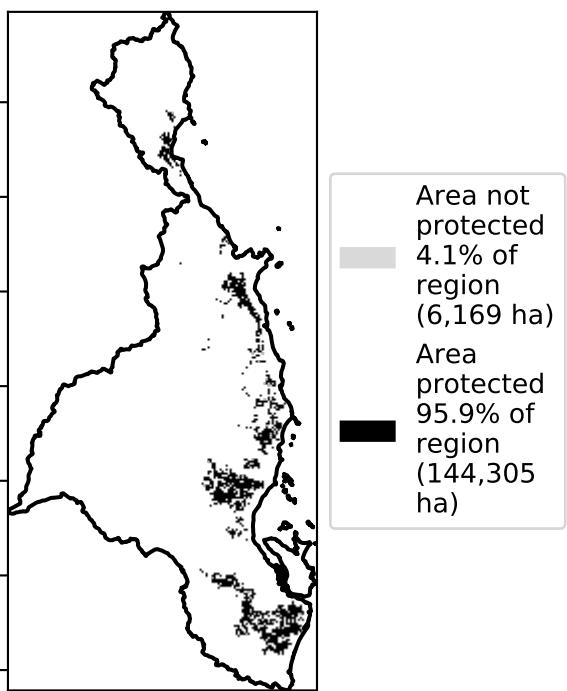 Area not
protected
4.1% of
region
(6,169 ha)
Area
protected
95.9% of
region
(144,305
ha)